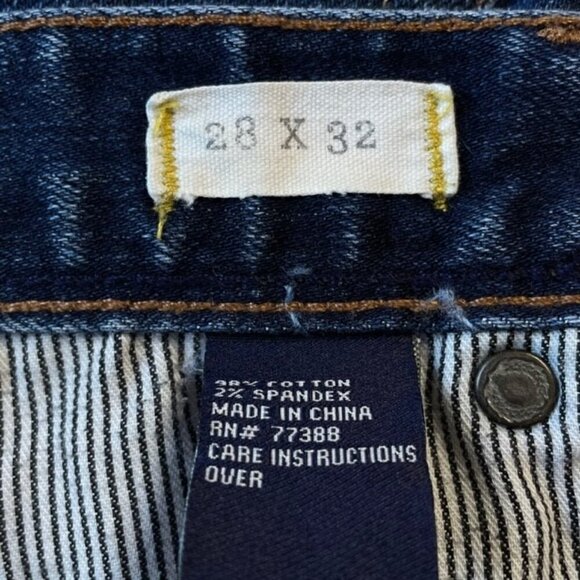 28 X 32
98% COTTON
2% SPANDEX
MADE IN CHINA
RN# 77388
CARE INSTRUCTIONS
OVER